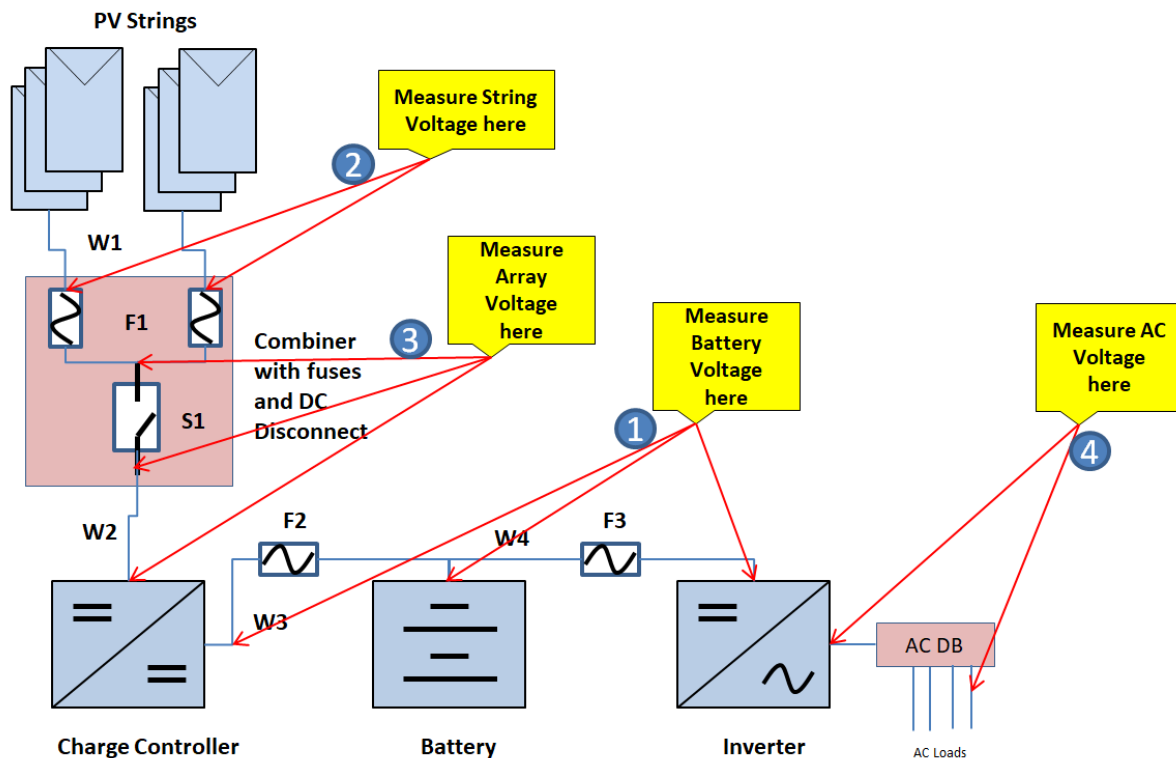 PV Strings
Measure String
Voltage here
2
W1
Measure
Array
Voltage
here
Measure
Battery
Voltage
here
Measure AC
Voltage
here
F1
3
Combiner
with fuses
and DC
Disconnect
S1
1
4
W2
F2
W4
F3
W3
AC DB
Charge Controller
Battery
Inverter
AC Loads